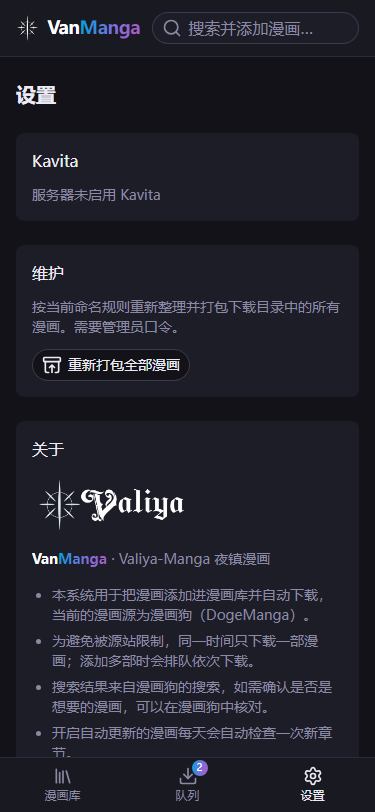 VanManga
搜索并添加漫画...
设置
Kavita
服务器未启用 Kavita
维护
按当前命名规则重新整理并打包下载目录中的所有
漫画。需要管理员口令。
重新打包全部漫画
关于
Valiya
VanManga · Valiya-Manga 夜镇漫画
本系统用于把漫画添加进漫画库并自动下载，
当前的漫画源为漫画狗（DogeManga）。
为避免被源站限制，同一时间只下载一部漫
画；添加多部时会排队依次下载。
搜索结果来自漫画狗的搜索，如需确认是否是
想要的漫画，可以在漫画狗中核对。
开启自动更新的漫画每天会自动检查一次新章
节。
2
漫画库
队列
设置